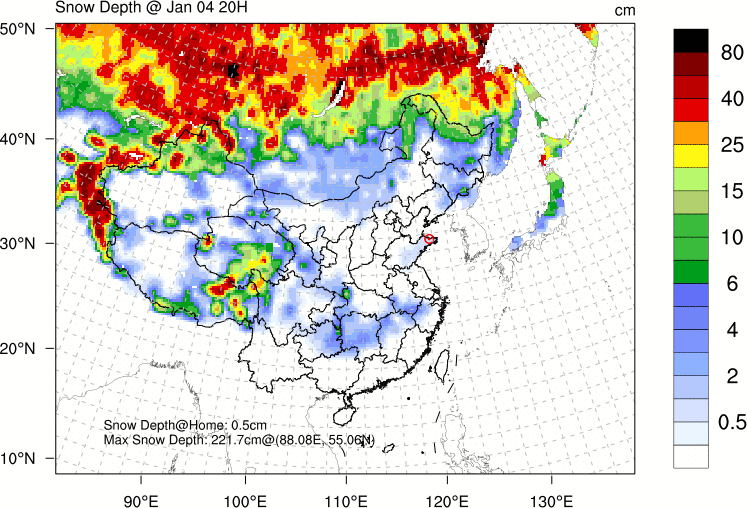 Snow Depth @ Jan 04 20H
cm
50°N
40°N
30°N
20°N
10°N
90°E
100°E
110°E
120°E
130°E
80
40
25
15
10
6
4
2
0.5
Snow Depth@Home: 0.5cm
Max Snow Depth: 221.7cm@(88.08E, 55.06N)